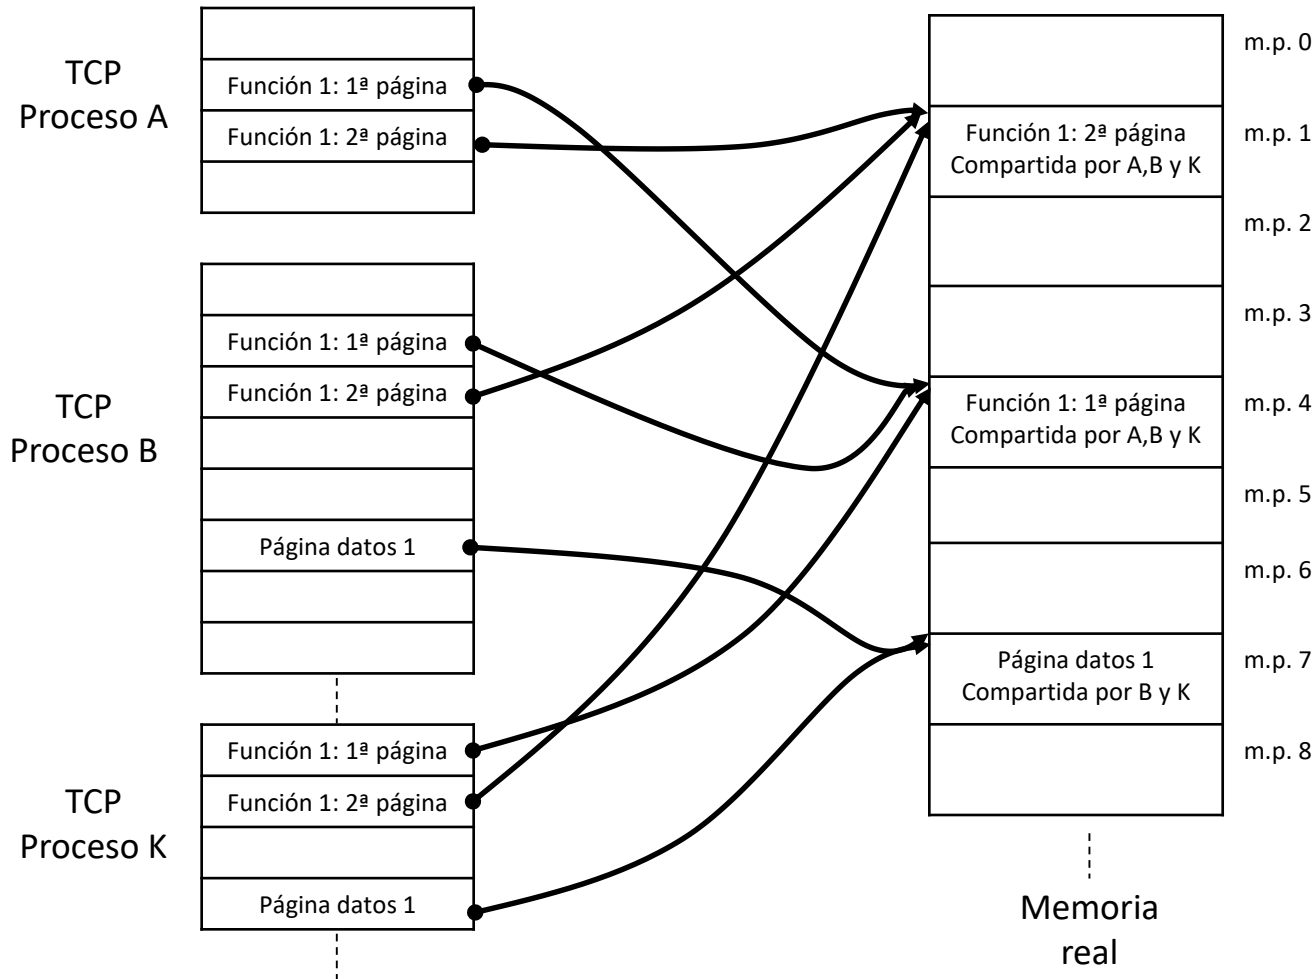 TCP
Proceso A
Función 1: 1ª página
Función 1: 2ª página
TCP
Proceso B
Función 1: 1ª página
Función 1: 2ª página
Página datos 1
TCP
Proceso K
Función 1: 1ª página
Función 1: 2ª página
Página datos 1
m.p. 0
Función 1: 2ª página
Compartida por A,B y K
m.p. 1
m.p. 2
m.p. 3
Función 1: 1ª página
Compartida por A,B y K
m.p. 4
m.p. 5
m.p. 6
Página datos 1
Compartida por B y K
m.p. 7
m.p. 8
Memoria
real